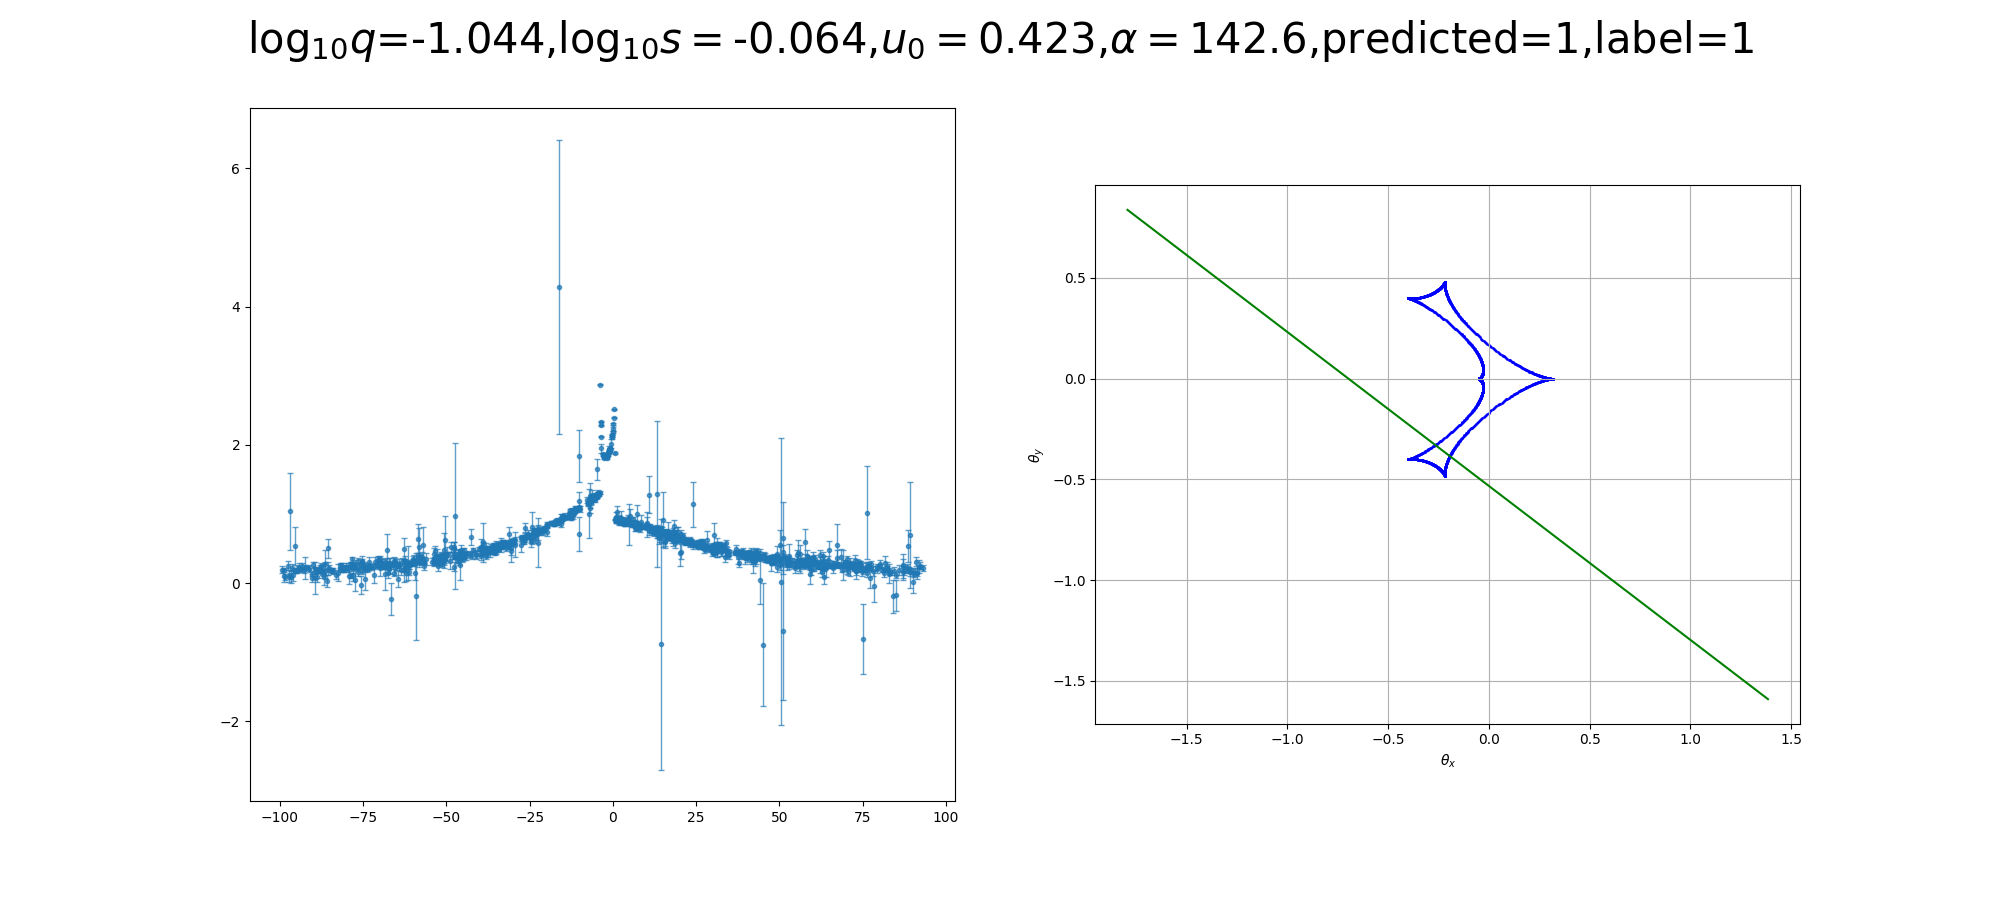 log₁₀q=-1.044,log₁₀s = -0.064,u₀ = 0.423,α = 142.6,predicted=1,label=1
6
4
2
0
−2
−100 −75 −50 −25 0 25 50 75 100
0.5
0.0
−0.5
−1.0
−1.5
θy
−1.5 −1.0 −0.5 0.0 0.5 1.0 1.5
θx